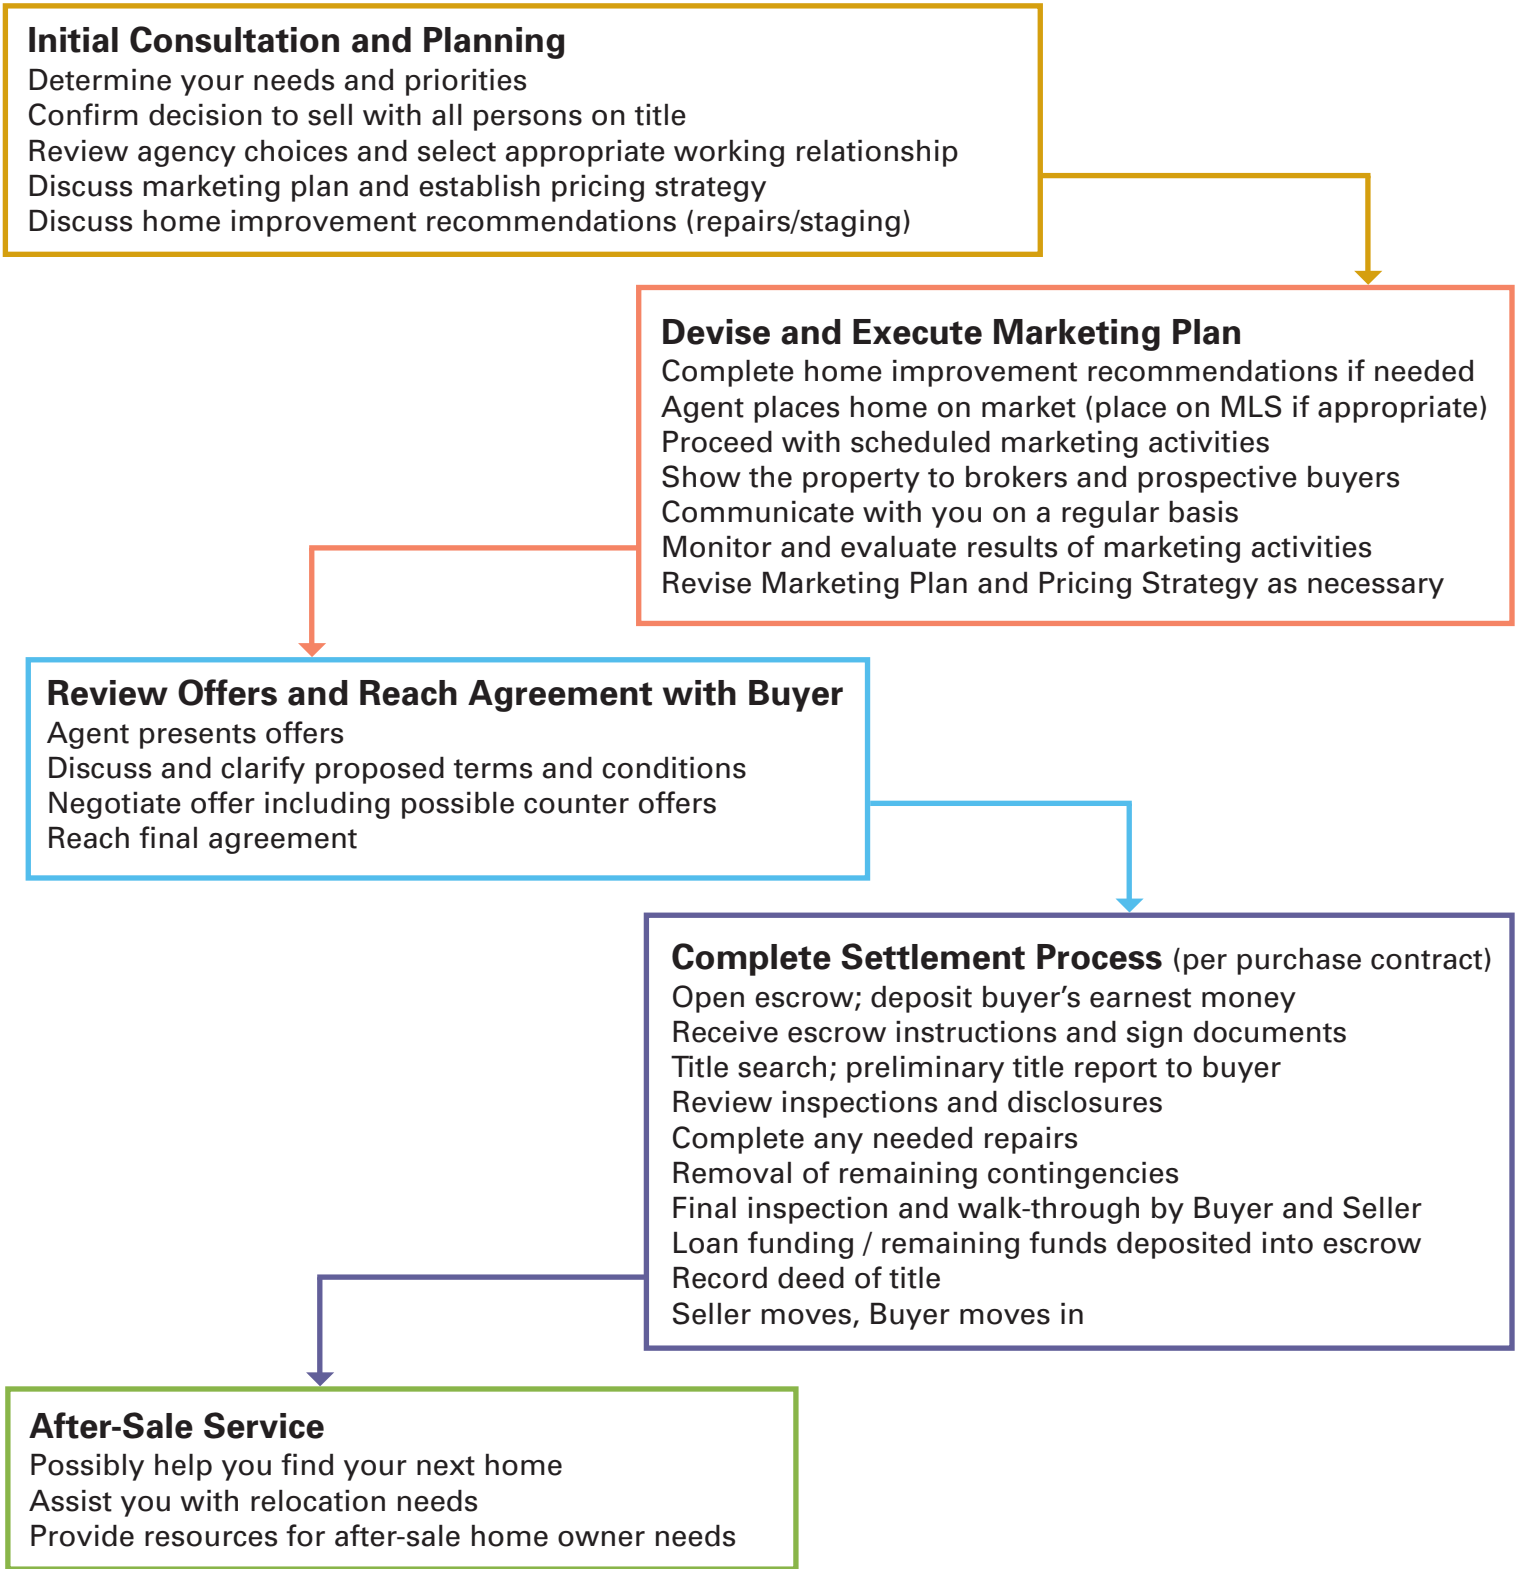 Initial Consultation and Planning
Determine your needs and priorities
Confirm decision to sell with all persons on title
Review agency choices and select appropriate working relationship
Discuss marketing plan and establish pricing strategy
Discuss home improvement recommendations (repairs/staging)
Devise and Execute Marketing Plan
Complete home improvement recommendations if needed
Agent places home on market (place on MLS if appropriate)
Proceed with scheduled marketing activities
Show the property to brokers and prospective buyers
Communicate with you on a regular basis
Monitor and evaluate results of marketing activities
Revise Marketing Plan and Pricing Strategy as necessary
Review Offers and Reach Agreement with Buyer
Agent presents offers
Discuss and clarify proposed terms and conditions
Negotiate offer including possible counter offers
Reach final agreement
Complete Settlement Process (per purchase contract)
Open escrow; deposit buyer’s earnest money
Receive escrow instructions and sign documents
Title search; preliminary title report to buyer
Review inspections and disclosures
Complete any needed repairs
Removal of remaining contingencies
Final inspection and walk-through by Buyer and Seller
Loan funding / remaining funds deposited into escrow
Record deed of title
Seller moves, Buyer moves in
After-Sale Service
Possibly help you find your next home
Assist you with relocation needs
Provide resources for after-sale home owner needs